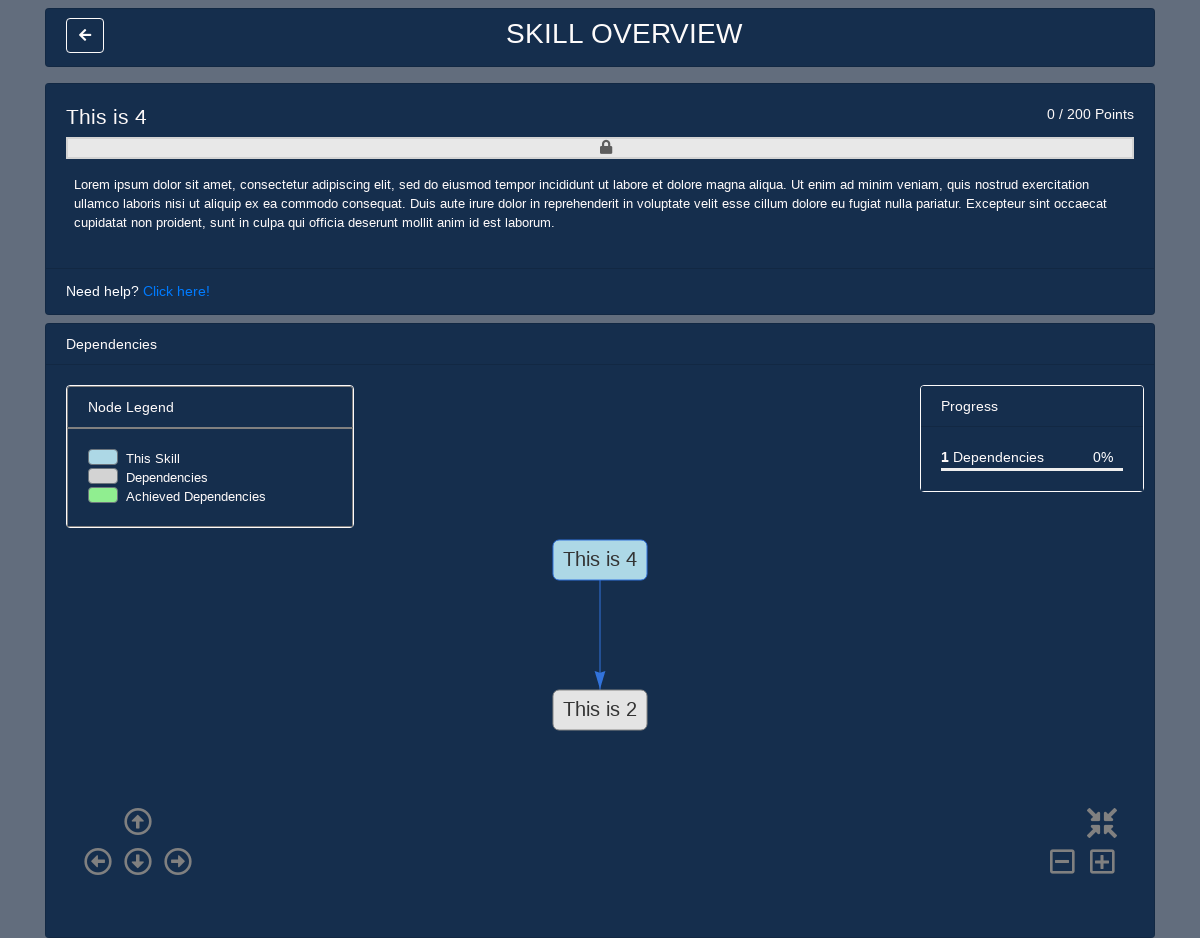 SKILL OVERVIEW
This is 4
0 / 200 Points
Lorem ipsum dolor sit amet, consectetur adipiscing elit, sed do eiusmod tempor incididunt ut labore et dolore magna aliqua. Ut enim ad minim veniam, quis nostrud exercitation
ullamco laboris nisi ut aliquip ex ea commodo consequat. Duis aute irure dolor in reprehenderit in voluptate velit esse cillum dolore eu fugiat nulla pariatur. Excepteur sint occaecat
cupidatat non proident, sunt in culpa qui officia deserunt mollit anim id est laborum.
Need help? Click here!
Dependencies
Node Legend
This Skill
Dependencies
Achieved Dependencies
Progress
1 Dependencies 0%
This is 4
This is 2